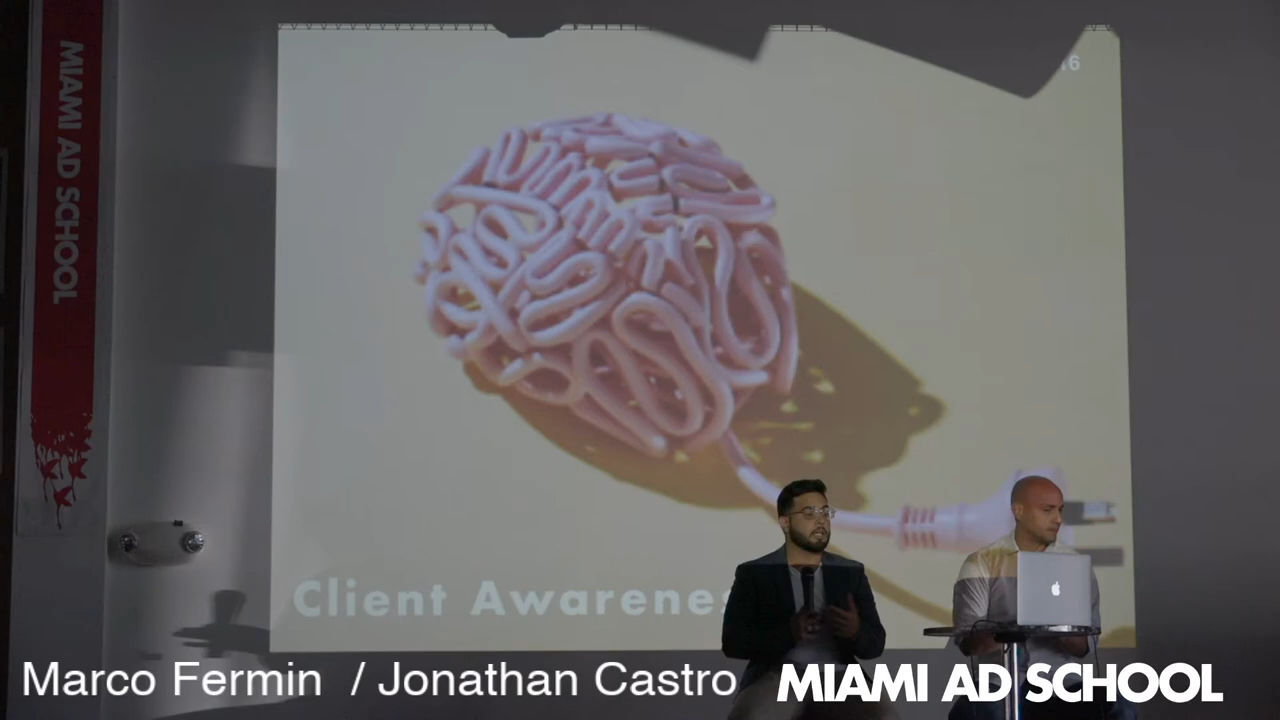 MIAMI AD SCHOOL
Client Awarenes
Marco Fermin / Jonathan Castro
MIAMI AD SCHOOL